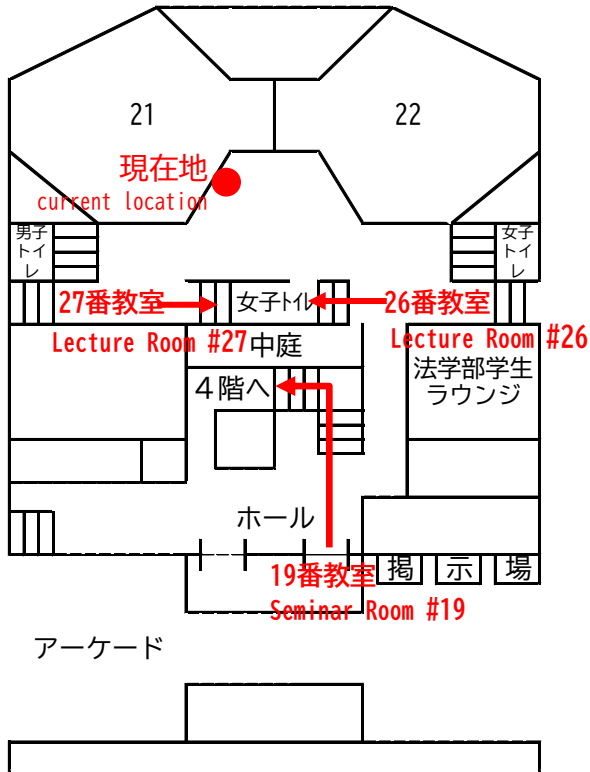 21
22
現在地
current location
男子
トイ
レ
女子
トイ
レ
27番教室
女子トイレ
26番教室
Lecture Room #27
中庭
Lecture Room #26
4階へ
法学部学生
ラウンジ
ホール
19番教室
掲
示
場
Seminar Room #19
アーケード